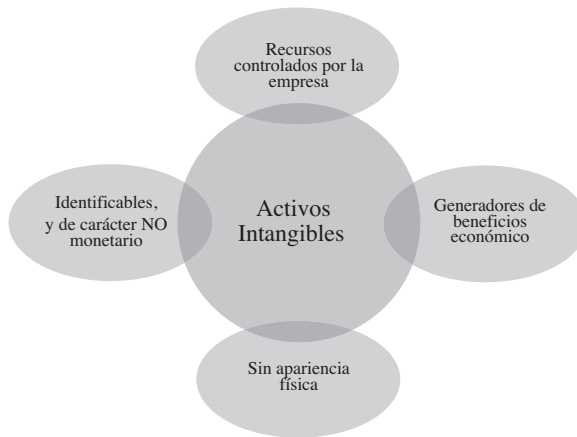 Recursos
controlados por la
empresa
Identificables,
y de carácter NO
monetario
Activos
Intangibles
Generadores de
beneficios
económico
Sin apariencia
física